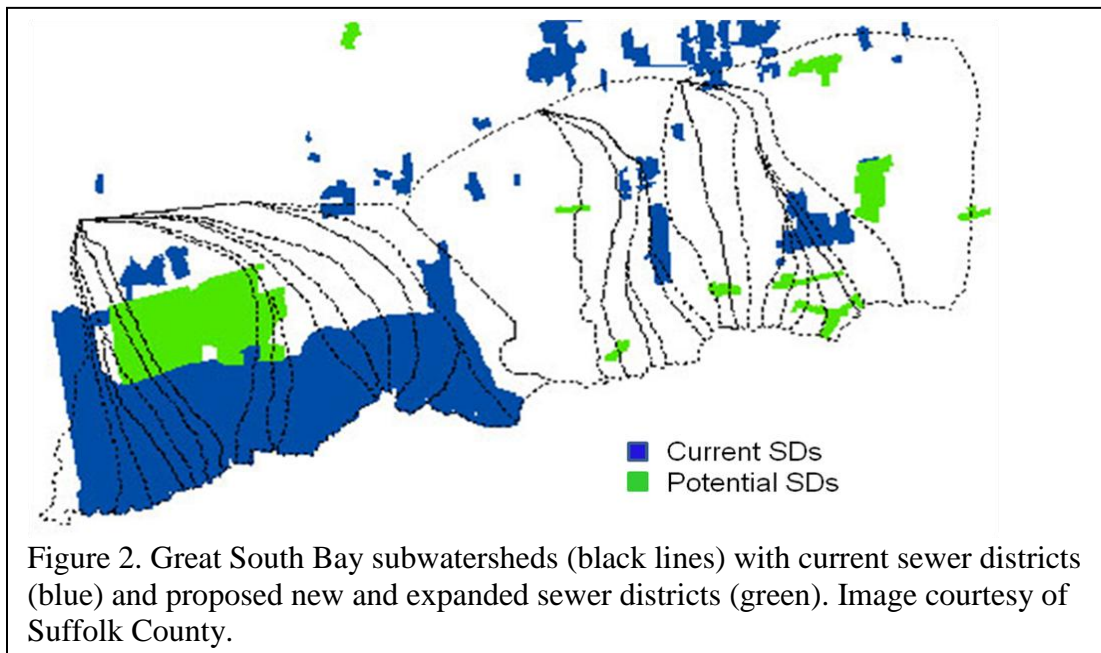 Current SDs
Potential SDs
Figure 2. Great South Bay subwatersheds (black lines) with current sewer districts
(blue) and proposed new and expanded sewer districts (green). Image courtesy of
Suffolk County.